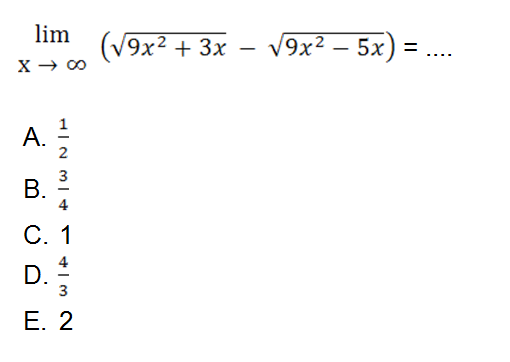 lim (√9x² + 3x − √9x² − 5x) = ....
x → ∞
A. 1/2
B. 3/4
C. 1
D. 4/3
E. 2